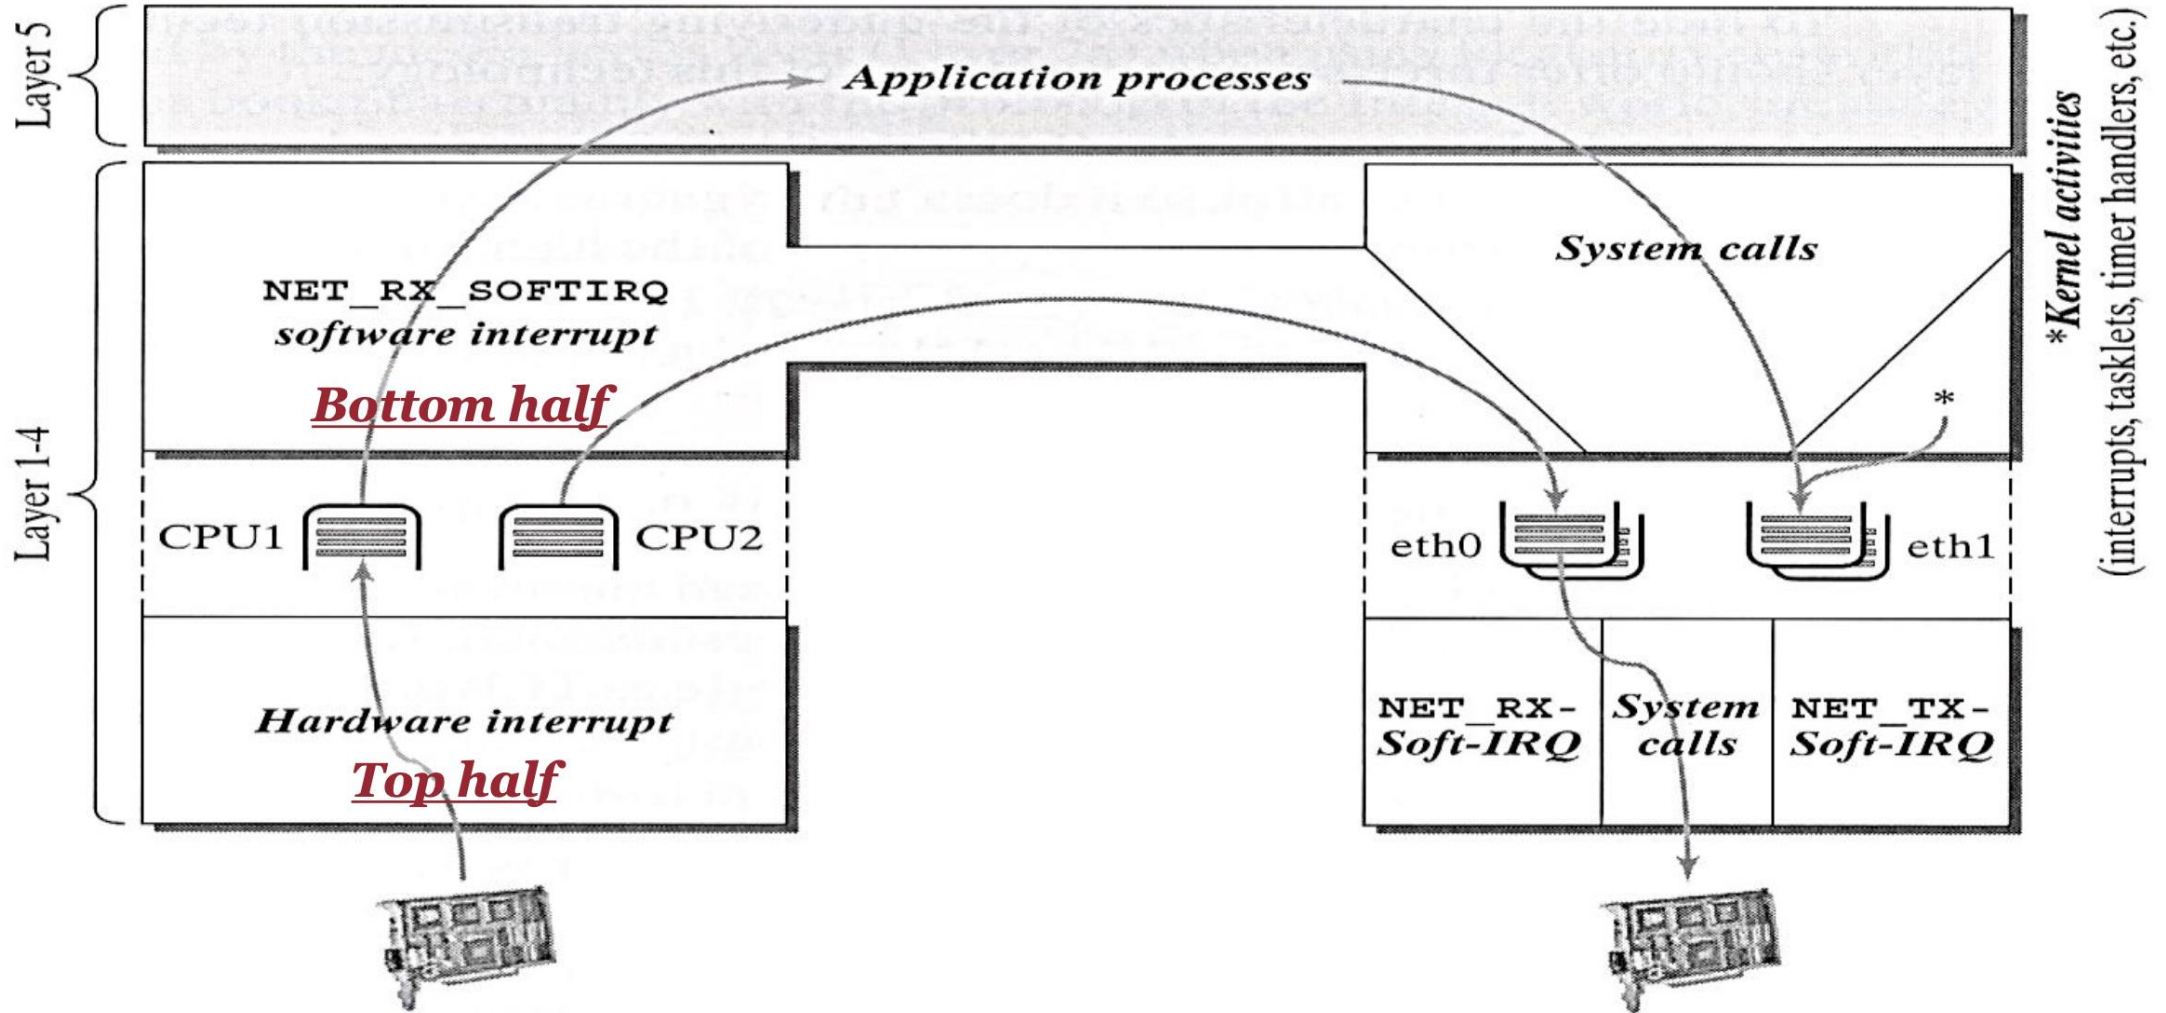 Layer 5
Application processes
*Kernel activities
(interrupts, tasklets, timer handlers, etc.)
Layer 1-4
NET_RX_SOFTIRQ
software interrupt
Bottom half
System calls
*
CPU1
CPU2
eth0
eth1
Hardware interrupt
Top half
NET_RX-
Soft-IRQ
System
calls
NET_TX-
Soft-IRQ